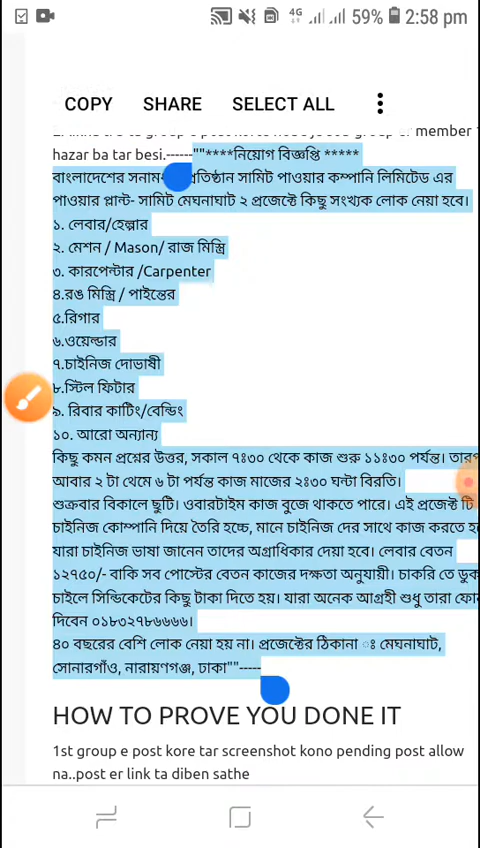 4G 59% 2:58 pm
COPY SHARE SELECT ALL
hazar ba tar besi.------""****নিয়োগ বিজ্ঞপ্তি *****
বাংলাদেশের সনাম প্রতিষ্ঠান সামিট পাওয়ার কম্পানি লিমিটেড এর
পাওয়ার প্লান্ট- সামিট মেঘনাঘাট ২ প্রজেক্টে কিছু সংখ্যক লোক নেয়া হবে।
১. লেবার/হেল্পার
২. মেশন / Mason/ রাজ মিস্ত্রি
৩. কারপেন্টার /Carpenter
৪.রঙ মিস্ত্রি / পাইন্তের
৫.রিগার
৬.ওয়েল্ডার
৭.চাইনিজ দোভাষী
৮.স্টিল ফিটার
৯. রিবার কাটিং/বেন্ডিং
১০. আরো অন্যান্য
কিছু কমন প্রশ্নের উত্তর, সকাল ৭ঃ৩০ থেকে কাজ শুরু ১১ঃ৩০ পর্যন্ত। তারপ
আবার ২ টা থেমে ৬ টা পর্যন্ত কাজ মাজের ২ঃ৩০ ঘন্টা বিরতি।
শুক্রবার বিকালে ছুটি। ওবারটাইম কাজ বুজে থাকতে পারে। এই প্রজেক্ট টি
চাইনিজ কোম্পানি দিয়ে তৈরি হচ্ছে, মানে চাইনিজ দের সাথে কাজ করতে হ
যারা চাইনিজ ভাষা জানেন তাদের অগ্রাধিকার দেয়া হবে। লেবার বেতন
১২৭৫০/- বাকি সব পোস্টের বেতন কাজের দক্ষতা অনুযায়ী। চাকরি তে ঢুক
চাইলে সিন্ডিকেটের কিছু টাকা দিতে হয়। যারা অনেক আগ্রহী শুধু তারা ফো
দিবেন ০১৮৩২৭৮৬৬৬৬।
৪০ বছরের বেশি লোক নেয়া হয় না। প্রজেক্টের ঠিকানা ঃ মেঘনাঘাট,
সোনারগাঁও, নারায়ণগঞ্জ, ঢাকা""-----
HOW TO PROVE YOU DONE IT
1st group e post kore tar screenshot kono pending post allow
na..post er link ta diben sathe